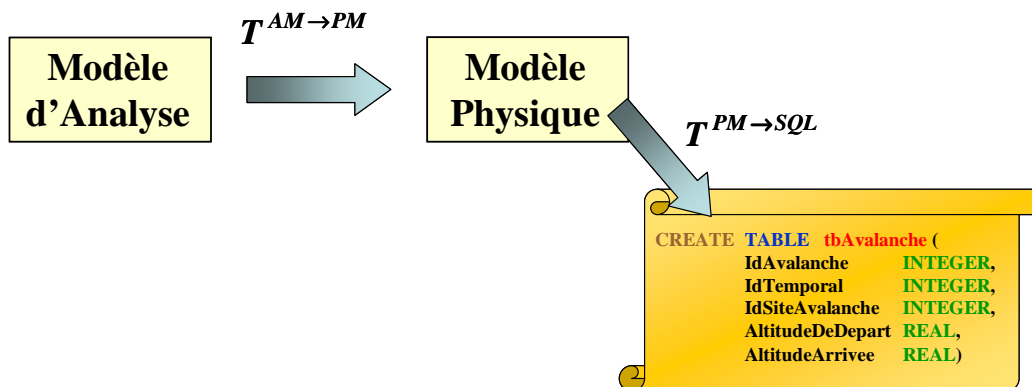 T AM→PM
Modèle
d'Analyse
Modèle
Physique
T PM→SQL
CREATE TABLE tbAvalanche (
IdAvalanche INTEGER,
IdTemporal INTEGER,
IdSiteAvalanche INTEGER,
AltitudeDeDepart REAL,
AltitudeArrivee REAL)